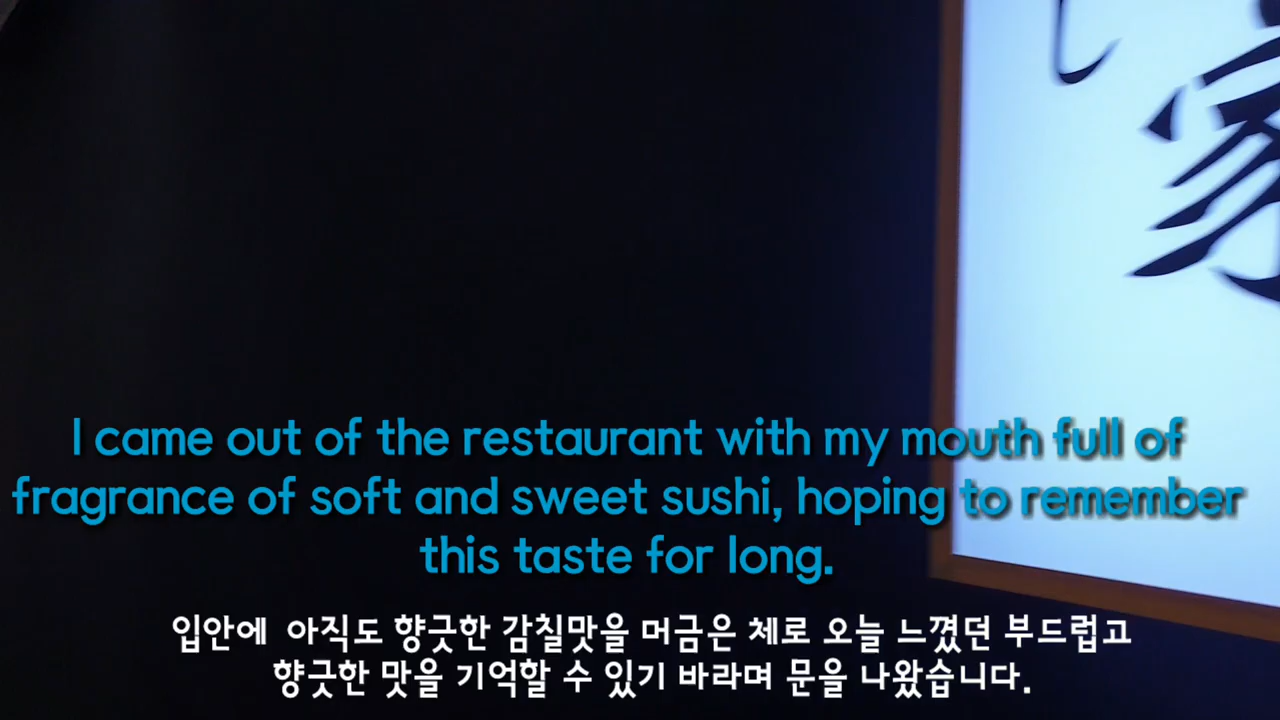 家
I came out of the restaurant with my mouth full of
fragrance of soft and sweet sushi, hoping to remember
this taste for long.
입안에 아직도 향긋한 감칠맛을 머금은 체로 오늘 느꼈던 부드럽고
향긋한 맛을 기억할 수 있기 바라며 문을 나왔습니다.